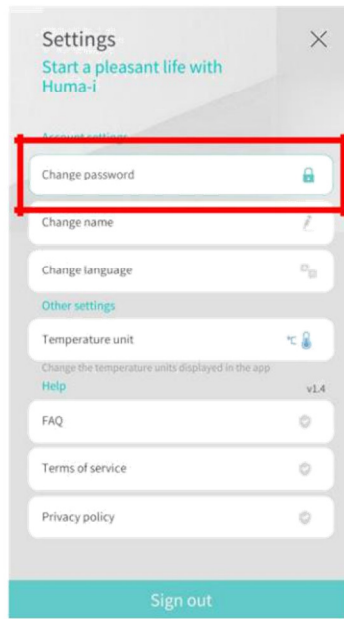 Settings
Start a pleasant life with
Huma-i
Account settings
Change password
Change name
Change language
Other settings
Temperature unit
°C
Change the temperature units displayed in the app
Help
v1.4
FAQ
Terms of service
Privacy policy
Sign out